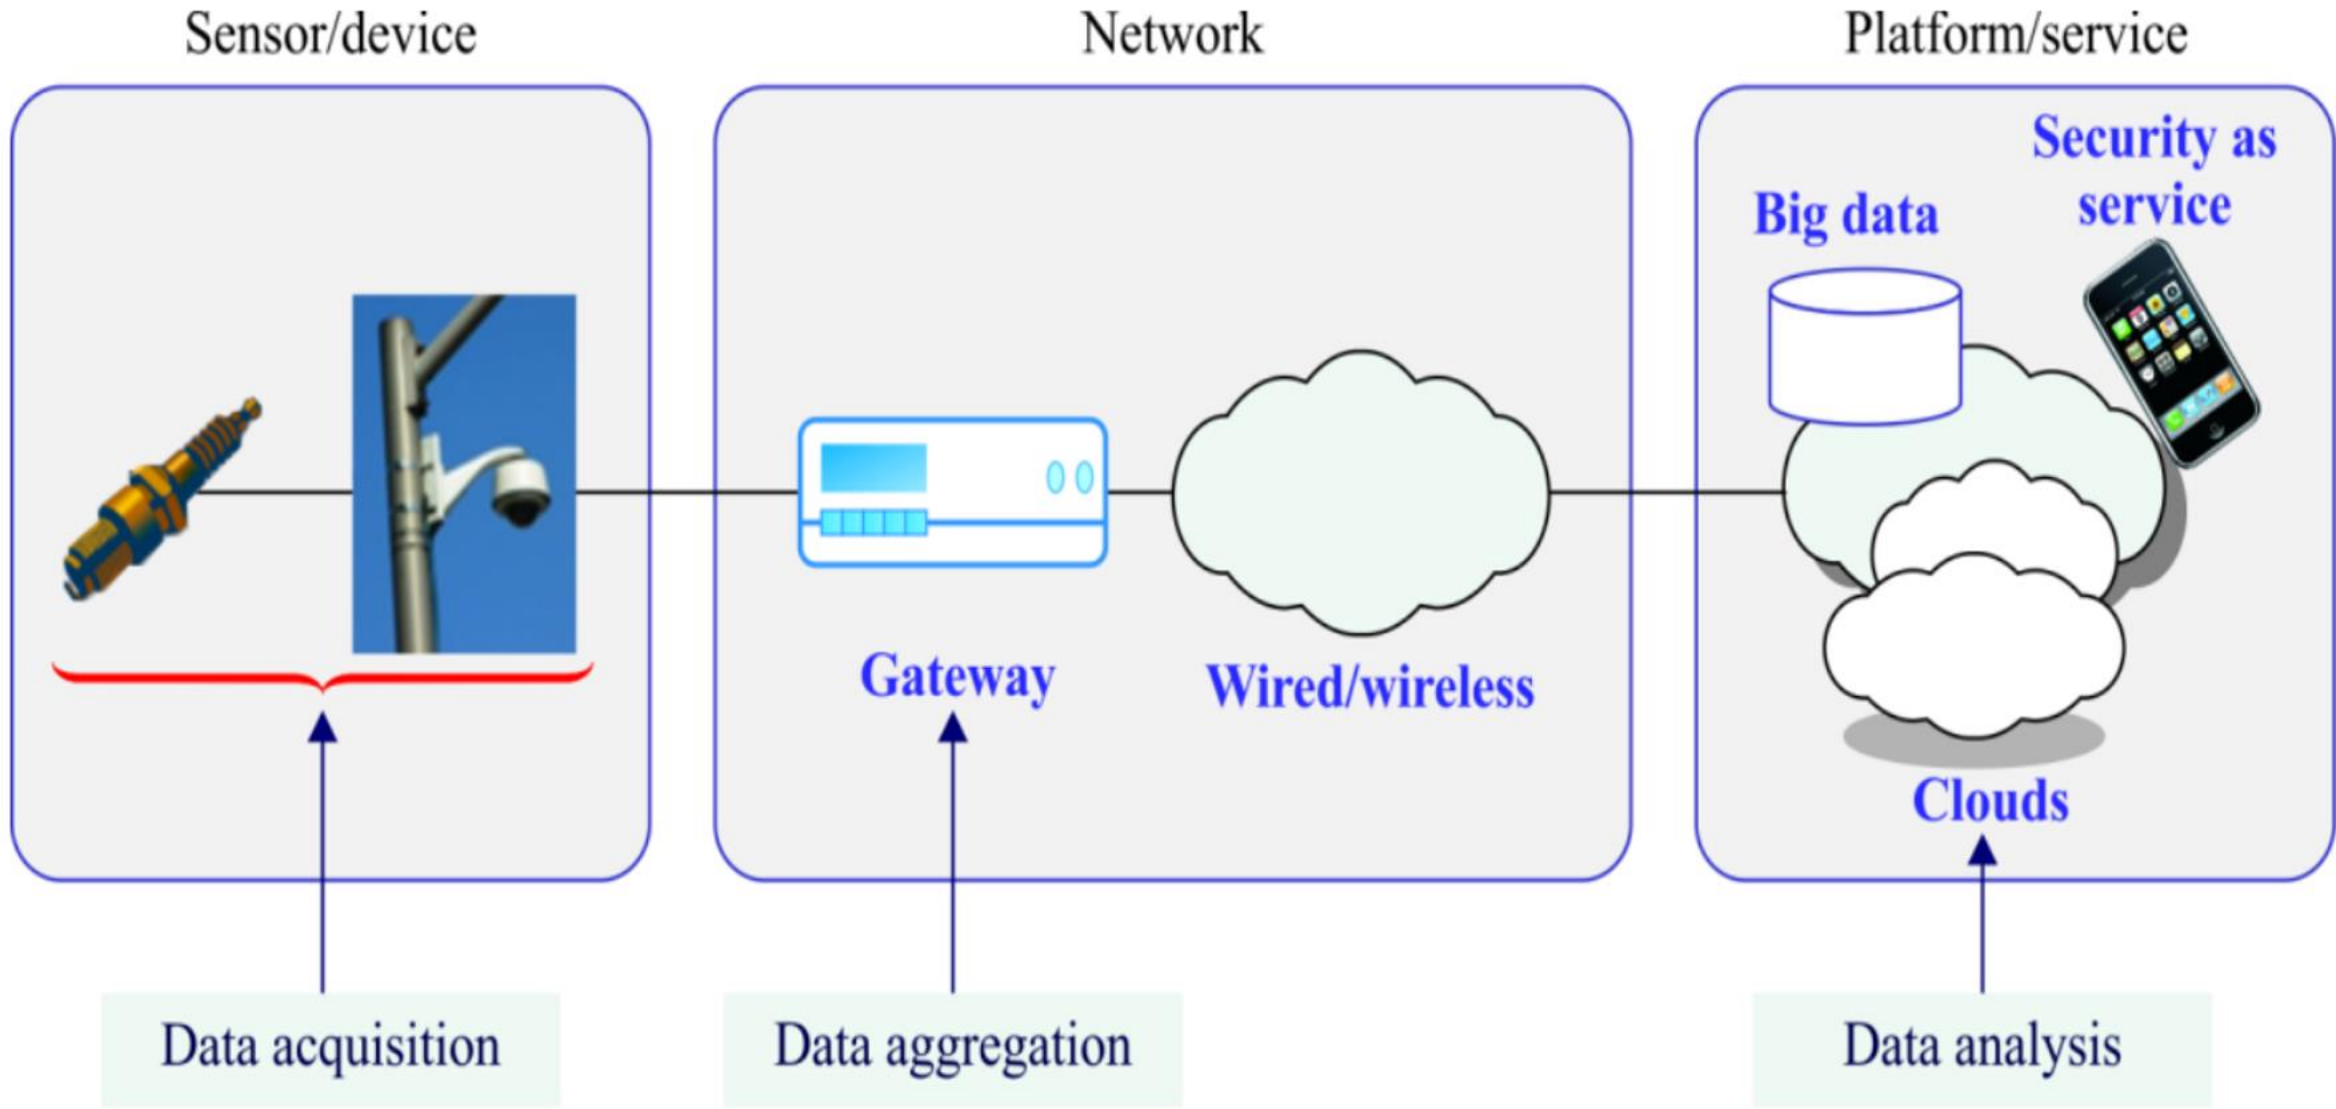 Sensor/device
Network
Platform/service
Security as
service
Big data
Gateway
Wired/wireless
Clouds
Data acquisition
Data aggregation
Data analysis